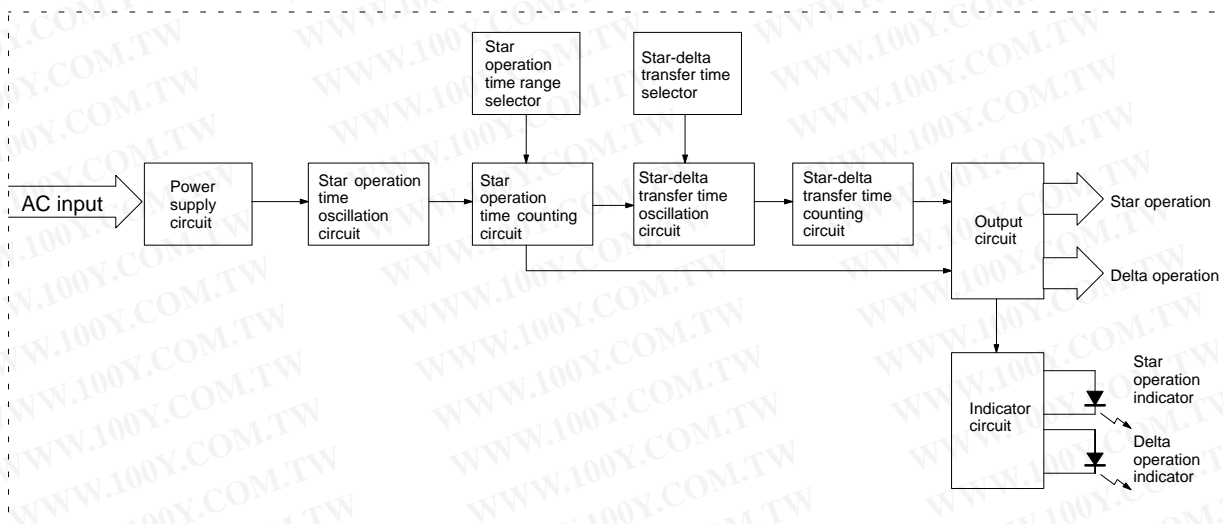 Star
operation
time range
selector
Star-delta
transfer time
selector
AC input
Power
supply
circuit
Star operation
time
oscillation
circuit
Star
operation
time counting
circuit
Star-delta
transfer time
oscillation
circuit
Star-delta
transfer time
counting
circuit
Output
circuit
Star operation
Delta operation
Indicator
circuit
Star
operation
indicator
Delta
operation
indicator
WWW.100Y.COM.TW